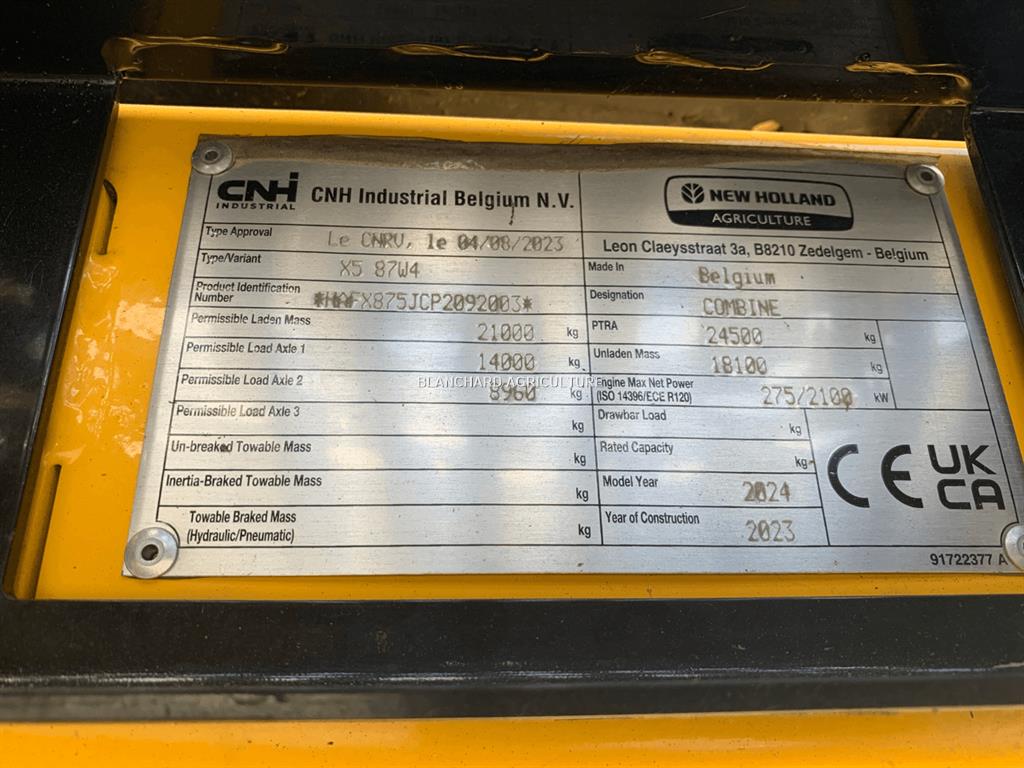 CNH INDUSTRIAL CNH Industrial Belgium N.V.
NEW HOLLAND
AGRICULTURE
Type Approval Le CNRV, le 04/08/2023
Leon Claeysstraat 3a, B8210 Zedelgem - Belgium
Type/Variant X5 87W4
Made In Belgium
Product Identification
Number FX875JCP2092003*
Designation COMBINE
Permissible Laden Mass 21000 kg
PTRA 24500 kg
Permissible Load Axle 1 14000 kg
Unladen Mass 18100 kg
Permissible Load Axle 2 8960 kg
BLANCHARD AGRICULTURE
Engine Max Net Power
(ISO 14396/ECE R120) 275/2100 kW
Permissible Load Axle 3 kg
Drawbar Load kg
Un-breaked Towable Mass kg
Rated Capacity kg
Inertia-Braked Towable Mass kg
Model Year 2024
Towable Braked Mass
(Hydraulic/Pneumatic) kg
Year of Construction 2023
CE UK
CA
91722377 A